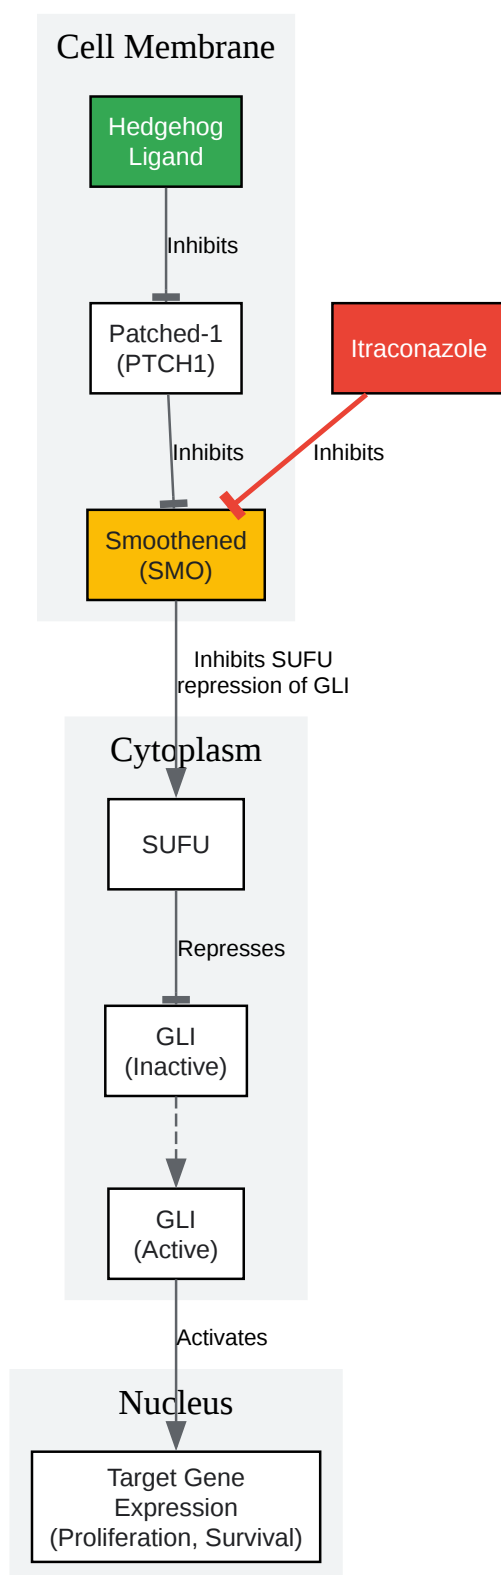 Cell Membrane
Hedgehog
Ligand
Inhibits
Patched-1
(PTCH1)
Itraconazole
Inhibits
Inhibits
Smoothened
(SMO)
Inhibits SUFU
repression of GLI
Cytoplasm
SUFU
Represses
GLI
(Inactive)
GLI
(Active)
Activates
Nucleus
Target Gene
Expression
(Proliferation, Survival)